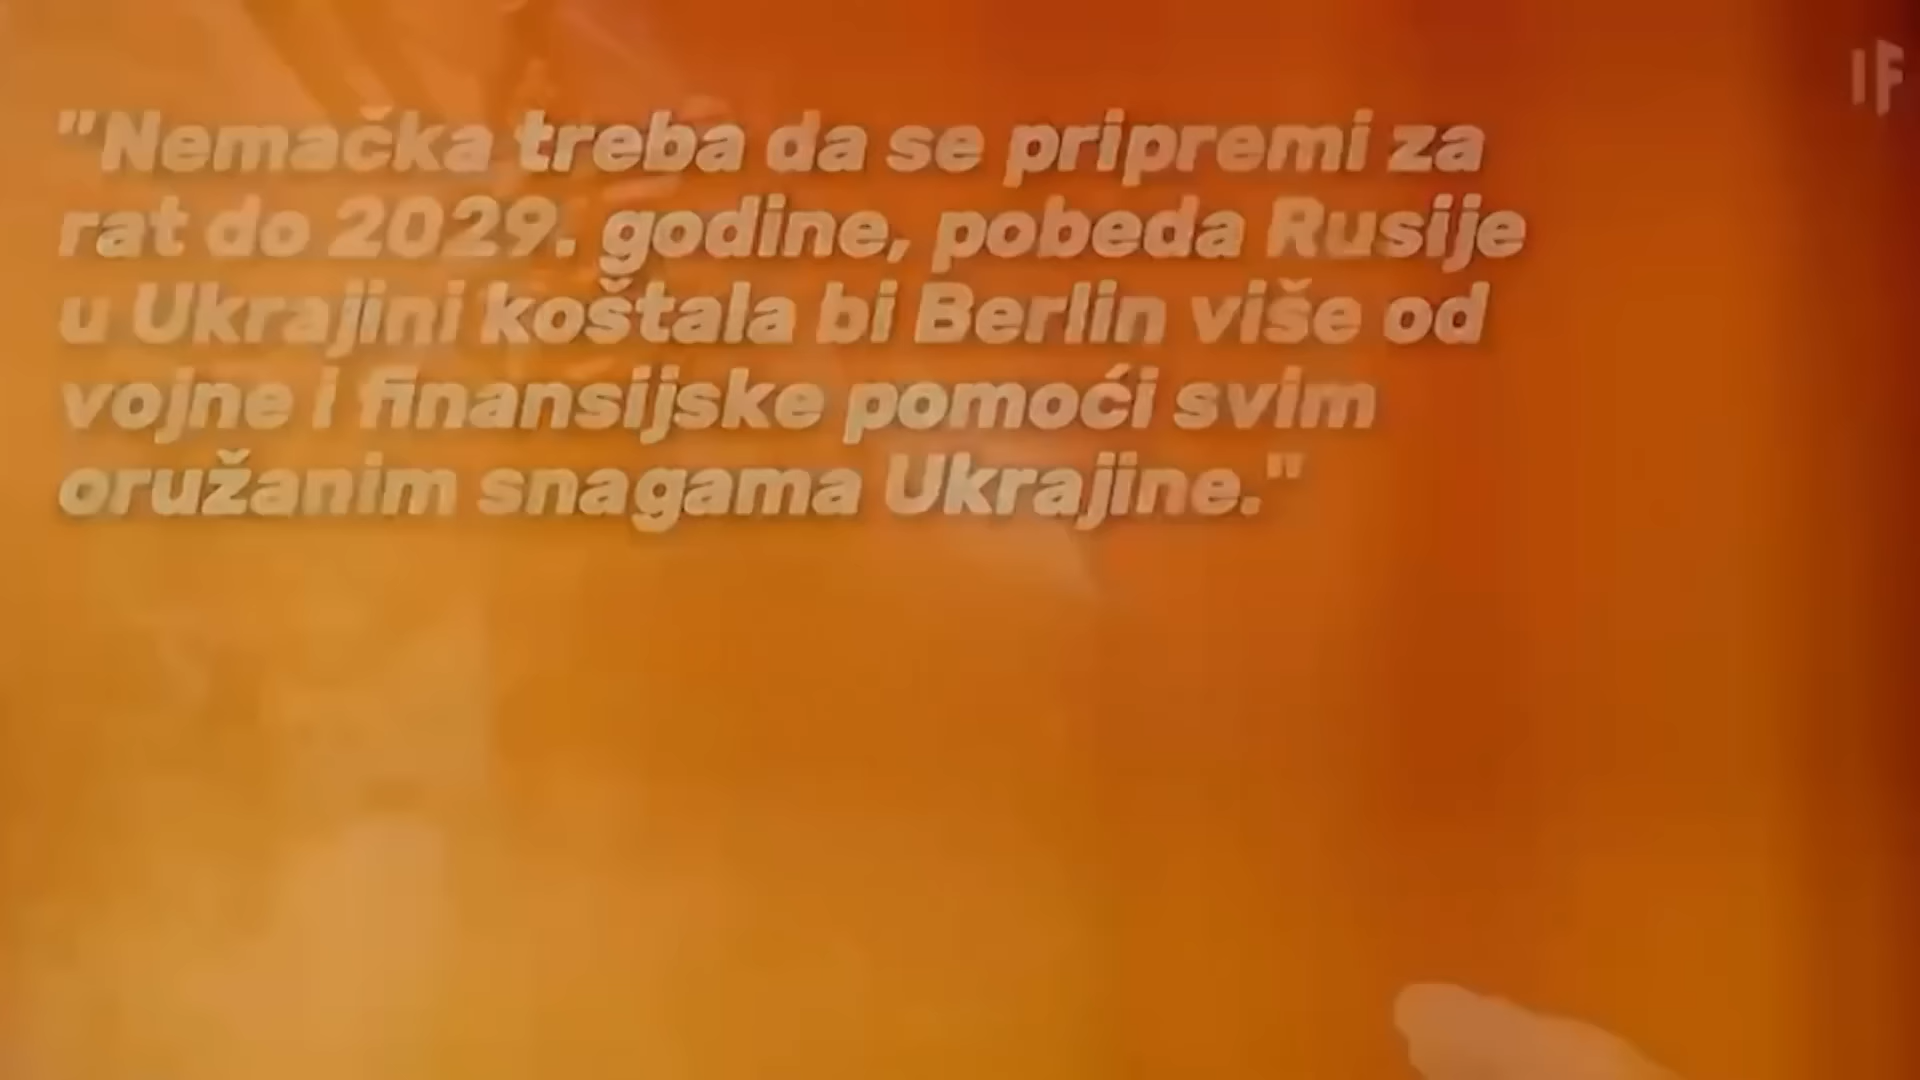 "Nemačka treba da se pripremi za
rat do 2029. godine, pobeda Rusije
u Ukrajini koštala bi Berlin više od
vojne i finansijske pomoći svim
oružanim snagama Ukrajine."
IF